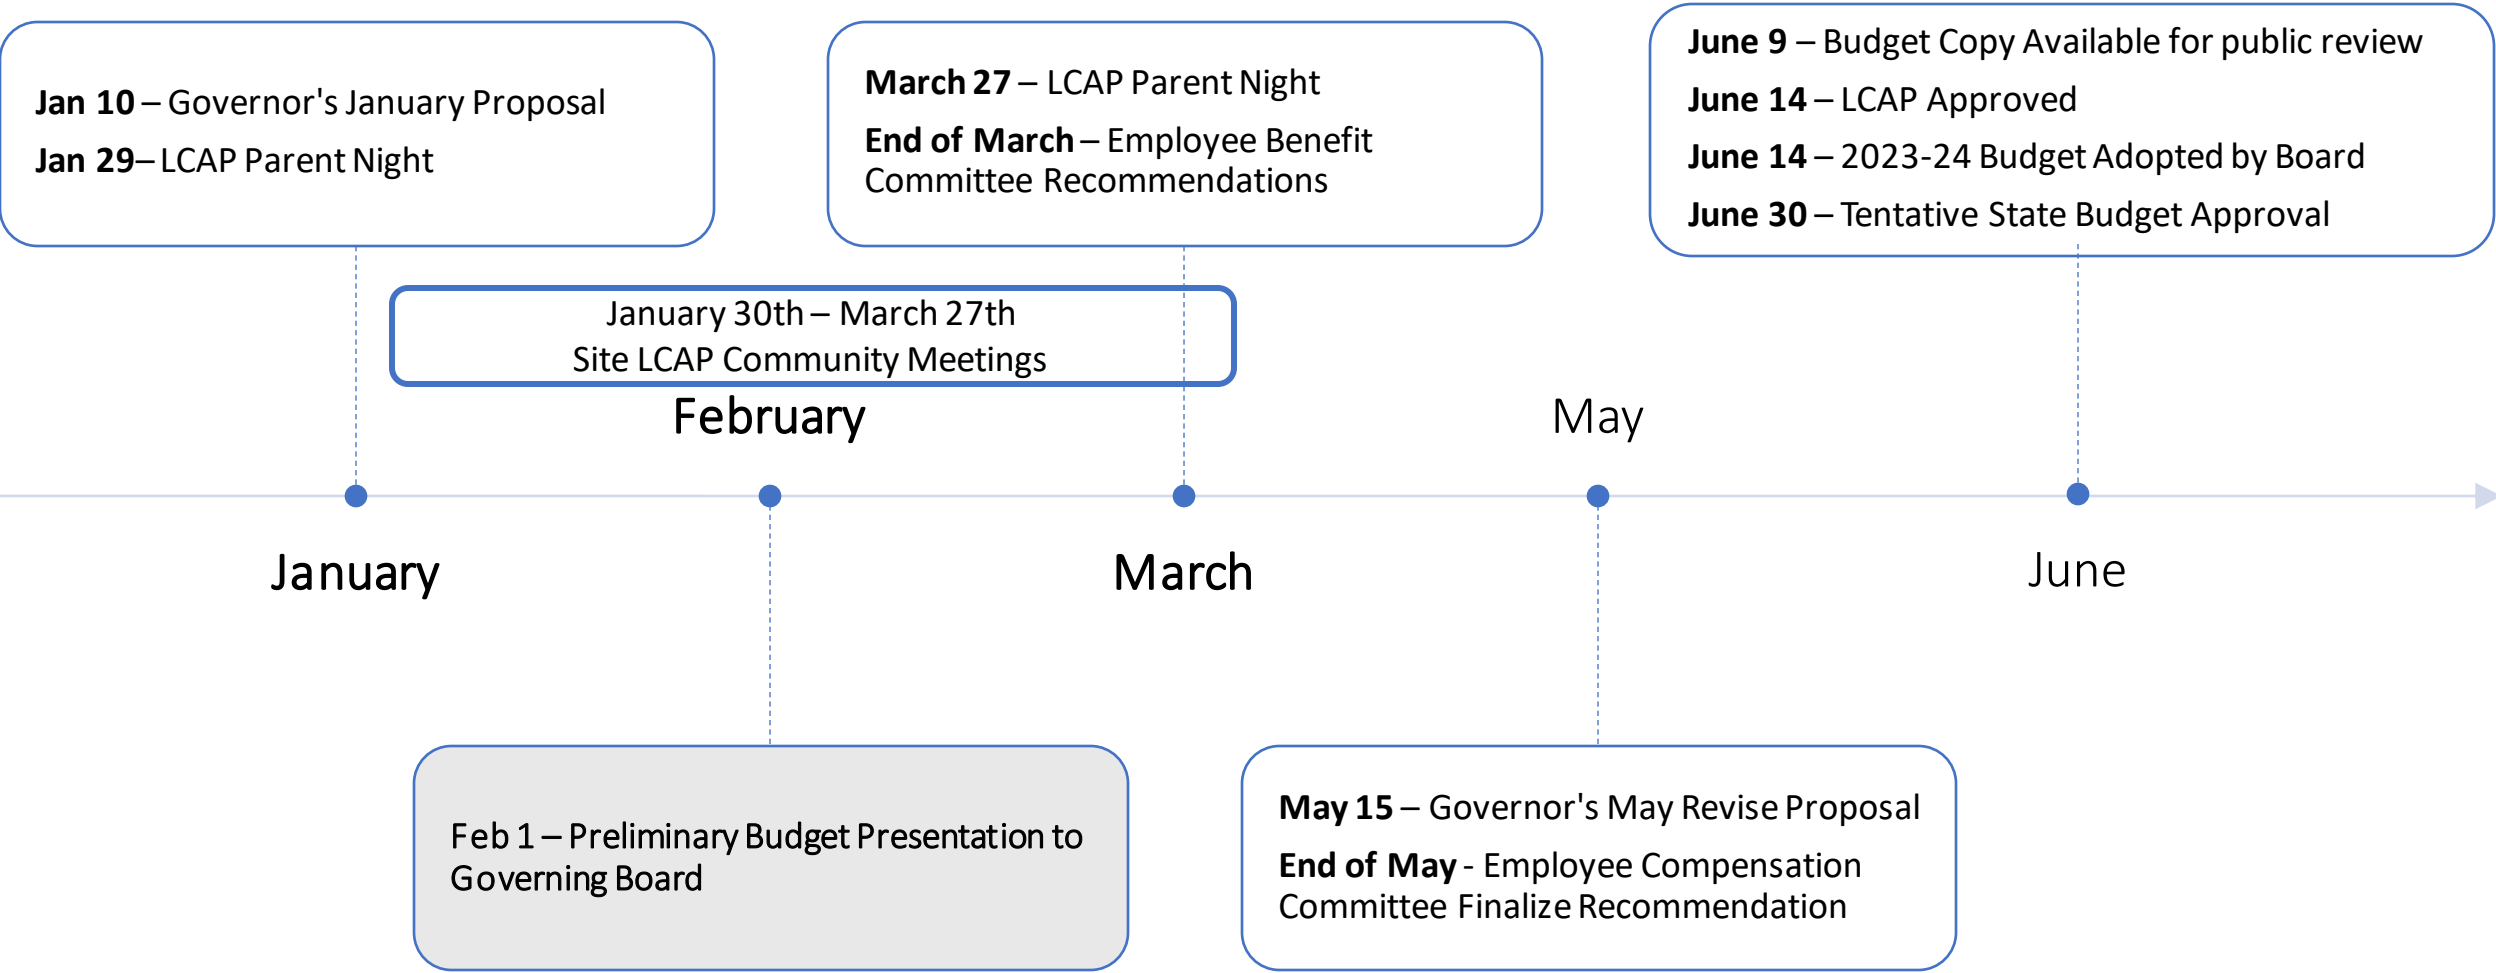 Jan 10 – Governor's January Proposal
Jan 29– LCAP Parent Night
March 27 – LCAP Parent Night
End of March – Employee Benefit
Committee Recommendations
June 9 – Budget Copy Available for public review
June 14 – LCAP Approved
June 14 – 2023-24 Budget Adopted by Board
June 30 – Tentative State Budget Approval
January 30th – March 27th
Site LCAP Community Meetings
February
May
January
March
June
Feb 1 – Preliminary Budget Presentation to
Governing Board
May 15 – Governor's May Revise Proposal
End of May - Employee Compensation
Committee Finalize Recommendation